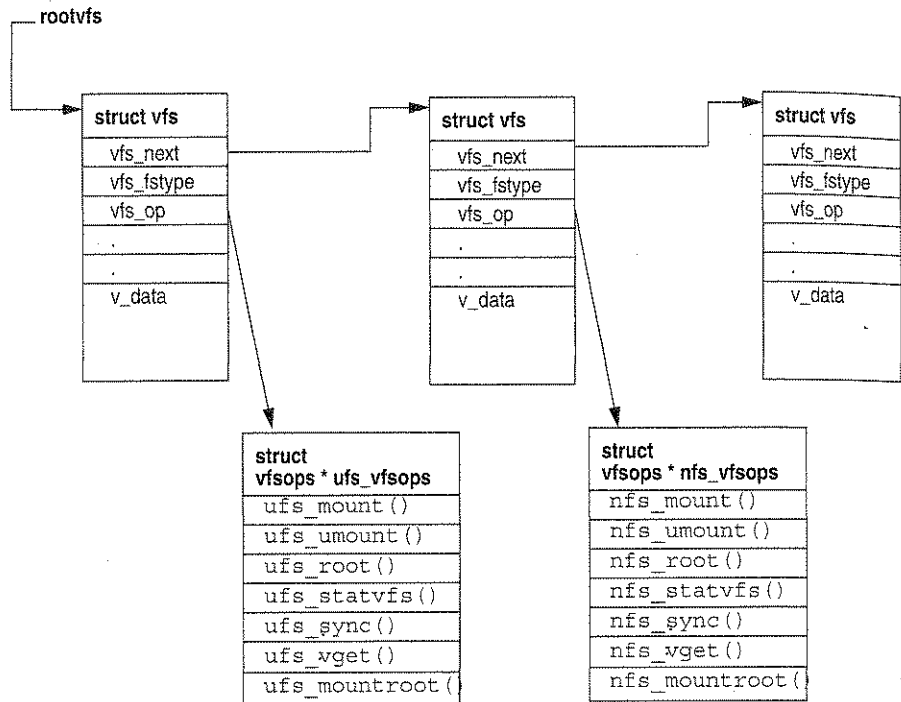 rootvfs
struct vfs
vfs_next
vfs_fstype
vfs_op
.
.
v_data
struct vfs
vfs_next
vfs_fstype
vfs_op
.
.
v_data
struct vfs
vfs_next
vfs_fstype
vfs_op
.
.
v_data
struct
vfsops * ufs_vfsops
ufs_mount()
ufs_umount()
ufs_root()
ufs_statvfs()
ufs_sync()
ufs_vget()
ufs_mountroot(
struct
vfsops * nfs_vfsops
nfs_mount()
nfs_umount()
nfs_root()
nfs_statvfs()
nfs_sync()
nfs_vget()
nfs_mountroot(